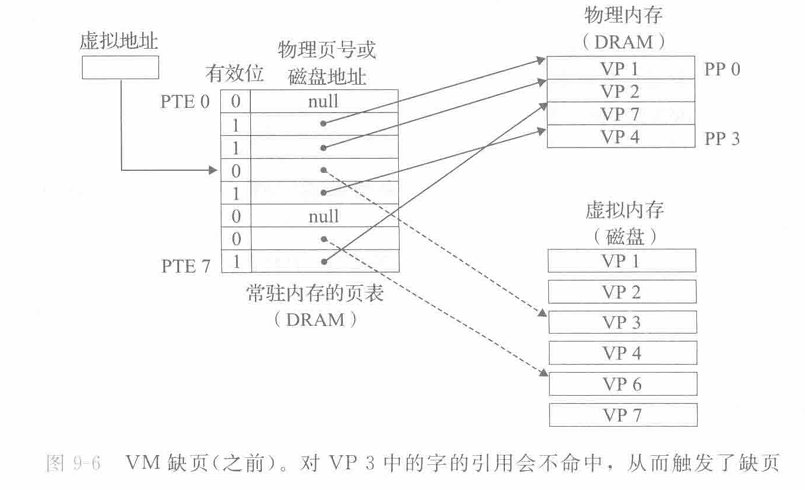 虚拟地址
物理页号或
磁盘地址
有效位
PTE 0
0
null
1
1
0
1
0
null
0
1
PTE 7
常驻内存的页表
（DRAM）
物理内存
（DRAM）
VP 1
PP 0
VP 2
VP 7
VP 4
PP 3
虚拟内存
（磁盘）
VP 1
VP 2
VP 3
VP 4
VP 6
VP 7
图 9-6 VM 缺页(之前)。对 VP 3 中的字的引用会不命中，从而触发了缺页